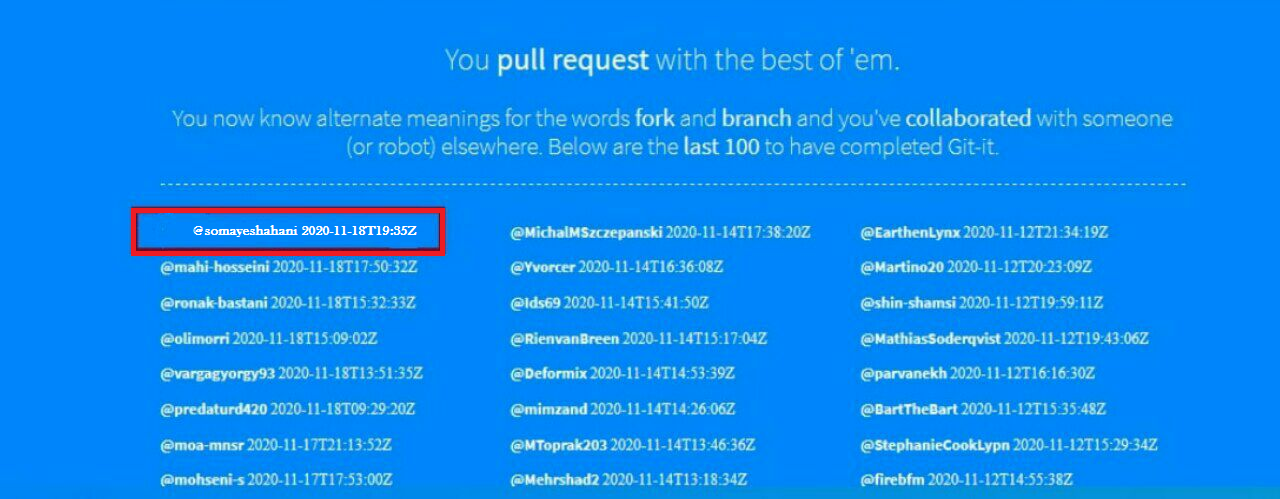 You pull request with the best of 'em.
You now know alternate meanings for the words fork and branch and you've collaborated with someone
(or robot) elsewhere. Below are the last 100 to have completed Git-it.
@somayeshahani 2020-11-18T19:35Z
@mahi-hosseini 2020-11-18T17:50:32Z
@ronak-bastani 2020-11-18T15:32:33Z
@olimorri 2020-11-18T15:09:02Z
@vargagyorgy93 2020-11-18T13:51:35Z
@predaturd420 2020-11-18T09:29:20Z
@moa-mnsr 2020-11-17T21:13:52Z
@mohseni-s 2020-11-17T17:53:00Z
@MichalMSzczepanski 2020-11-14T17:38:20Z
@Yvorcer 2020-11-14T16:36:08Z
@Ids69 2020-11-14T15:41:50Z
@RienvanBreen 2020-11-14T15:17:04Z
@Deformix 2020-11-14T14:53:39Z
@mimzand 2020-11-14T14:26:06Z
@MToprak203 2020-11-14T13:46:36Z
@Mehrshad2 2020-11-14T13:18:34Z
@EarthenLynx 2020-11-12T21:34:19Z
@Martino20 2020-11-12T20:23:09Z
@shin-shamsi 2020-11-12T19:59:11Z
@MathiasSoderqvist 2020-11-12T19:43:06Z
@parvanekh 2020-11-12T16:16:30Z
@BartTheBart 2020-11-12T15:35:48Z
@StephanieCookLypn 2020-11-12T15:29:34Z
@firebfm 2020-11-12T14:55:38Z